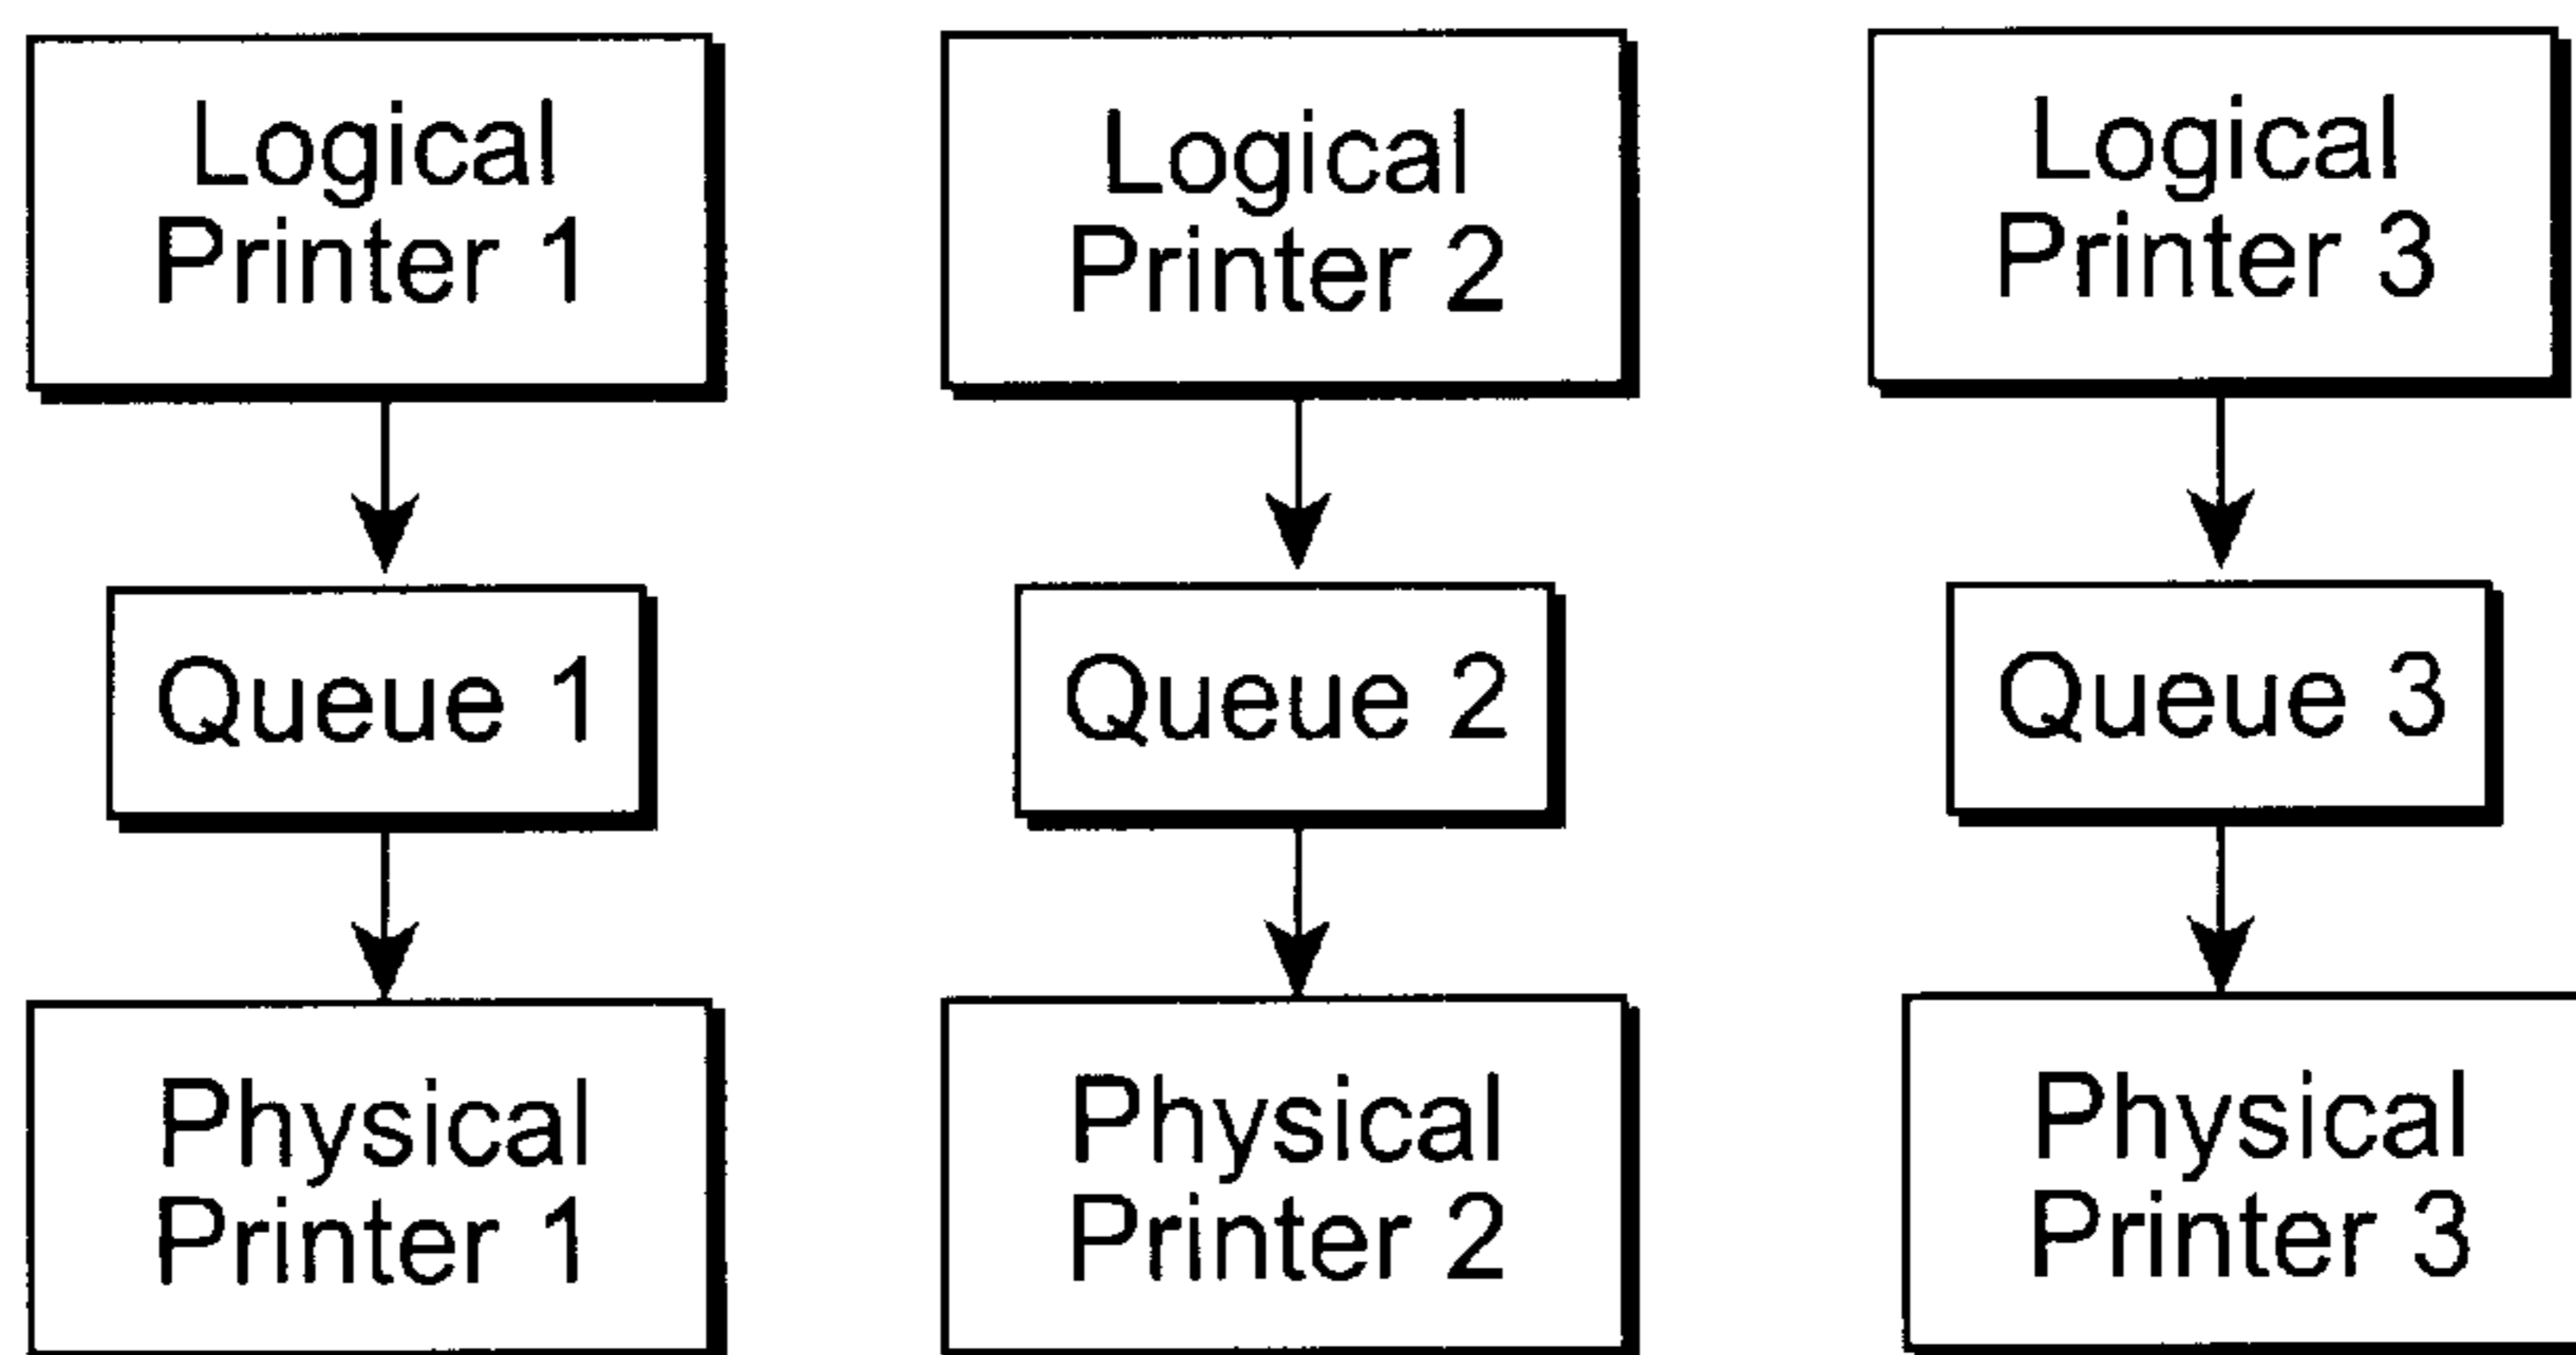 Logical
Printer 1
Logical
Printer 2
Logical
Printer 3
Queue 1
Queue 2
Queue 3
Physical
Printer 1
Physical
Printer 2
Physical
Printer 3